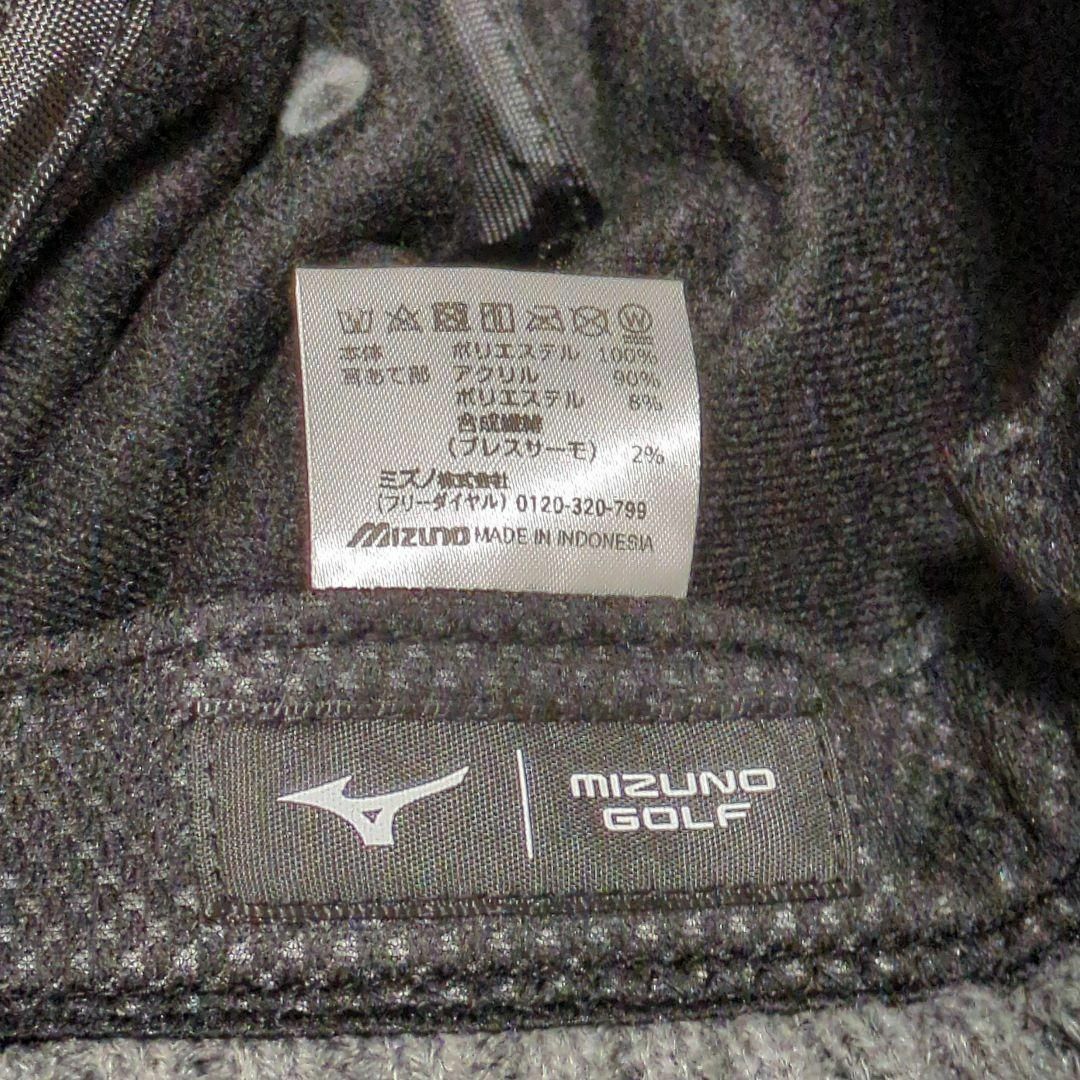 本体 ポリエステル 100%
耳あて部 アクリル 90%
ポリエステル 8%
合成繊維
(ブレスサーモ) 2%
ミズノ株式会社
(フリーダイヤル) 0120-320-799
MIZUNO MADE IN INDONESIA
MIZUNO
GOLF